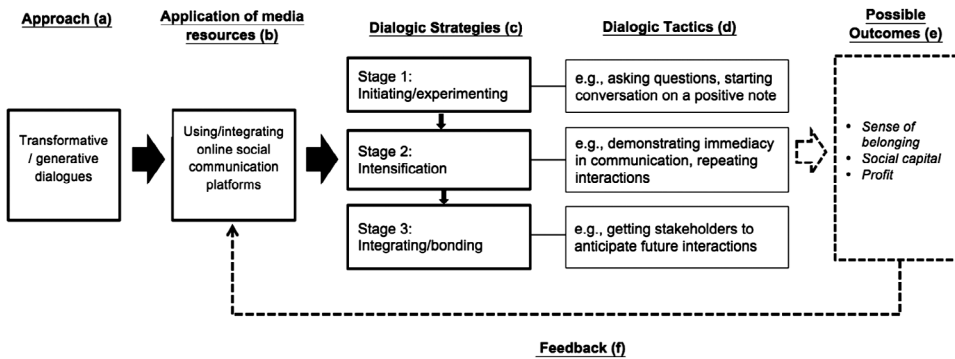 Approach (a)
Application of media
resources (b)
Dialogic Strategies (c)
Dialogic Tactics (d)
Possible
Outcomes (e)
Transformative
/ generative
dialogues
Using/integrating
online social
communication
platforms
Stage 1:
Initiating/experimenting
e.g., asking questions, starting
conversation on a positive note
Stage 2:
Intensification
e.g., demonstrating immediacy
in communication, repeating
interactions
Stage 3:
Integrating/bonding
e.g., getting stakeholders to
anticipate future interactions
• Sense of
belonging
• Social capital
• Profit
Feedback (f)